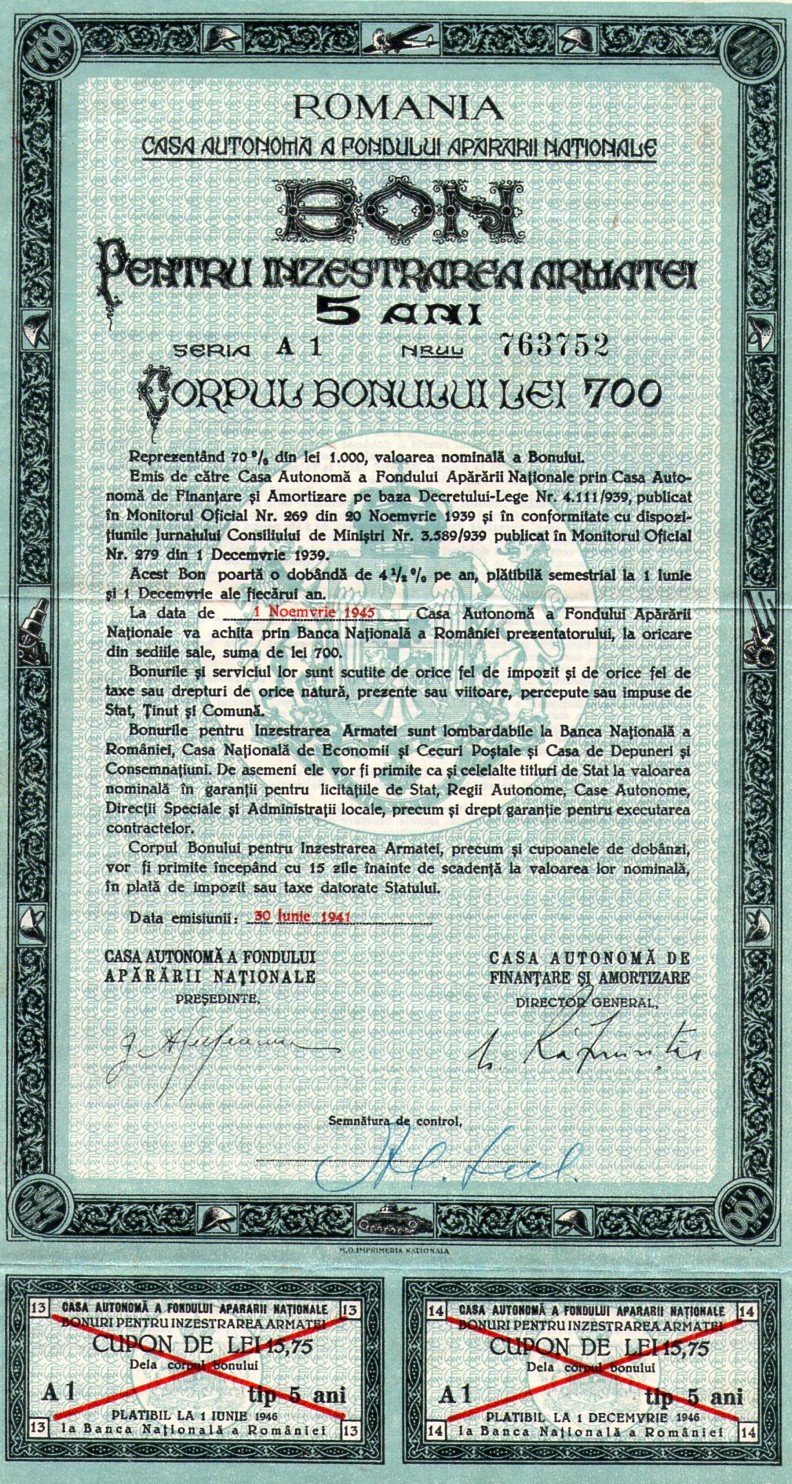 700 LEI
4½%
ROMANIA
CASA AUTONOMĂ A FONDULUI APĂRĂRII NAȚIONALE
BON
PENTRU INZESTRAREA ARMATEI
5 ANI
SERIA A 1 NRUL 763752
CORPUL BONULUI LEI 700
Reprezentând 70 % din lei 1.000, valoarea nominală a Bonului.
Emis de către Casa Autonomă a Fondului Apărării Naționale prin Casa Auto-
nomă de Finanțare și Amortizare pe baza Decretului-Lege Nr. 4.111/939, publicat
în Monitorul Oficial Nr. 269 din 20 Noemvrie 1939 și în conformitate cu dispozi-
țiunile Jurnalului Consiliului de Miniștri Nr. 3.589/939 publicat în Monitorul Oficial
Nr. 279 din 1 Decemvrie 1939.
Acest Bon poartă o dobândă de 4 ½ % pe an, plătibilă semestrial la 1 Iunie
și 1 Decemvrie ale fiecărui an.
La data de 1 Noemvrie 1945 Casa Autonomă a Fondului Apărării
Naționale va achita prin Banca Națională a României prezentatorului, la oricare
din sediile sale, suma de lei 700.
Bonurile și serviciul lor sunt scutite de orice fel de impozit și de orice fel de
taxe sau drepturi de orice natură, prezente sau viitoare, percepute sau impuse de
Stat, Ținut și Comună.
Bonurile pentru Inzestrarea Armatei sunt lombardabile la Banca Națională a
României, Casa Națională de Economii și Cecuri Poștale și Casa de Depuneri și
Consemnațiuni. De asemeni ele vor fi primite ca și celelalte titluri de Stat la valoarea
nominală în garanții pentru licitațiile de Stat, Regii Autonome, Case Autonome,
Direcții Speciale și Administrații locale, precum și drept garanție pentru executarea
contractelor.
Corpul Bonului pentru Inzestrarea Armatei, precum și cupoanele de dobânzi,
vor fi primite începând cu 15 zile înainte de scadență la valoarea lor nominală,
în plată de impozit sau taxe datorate Statului.
Data emisiunii: 30 Iunie 1941
CASA AUTONOMĂ A FONDULUI
APĂRĂRII NAȚIONALE
PREȘEDINTE,
CASA AUTONOMĂ DE
FINANȚARE ȘI AMORTIZARE
DIRECTOR GENERAL,
Semnătura de control,
4½%
700 LEI
M.O. IMPRIMERIA NAȚIONALĂ
13 CASA AUTONOMĂ A FONDULUI APARARII NAȚIONALE 13
BONURI PENTRU INZESTRAREA ARMATEI
CUPON DE LEI 15,75
Dela corpul bonului
A 1 tip 5 ani
PLATIBIL LA 1 IUNIE 1946
13 la Banca Națională a României 13
14 CASA AUTONOMĂ A FONDULUI APARARII NAȚIONALE 14
BONURI PENTRU INZESTRAREA ARMATEI
CUPON DE LEI 15,75
Dela corpul bonului
A 1 tip 5 ani
PLATIBIL LA 1 DECEMVRIE 1946
14 la Banca Națională a României 14